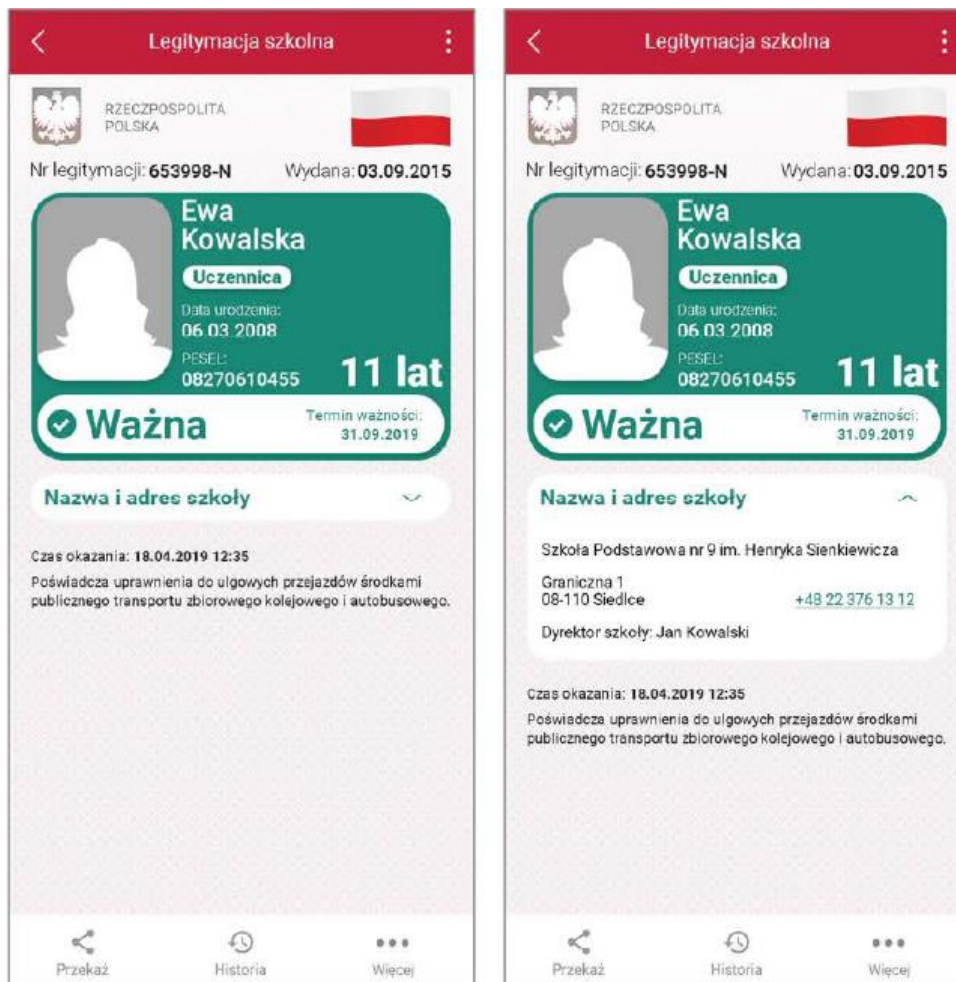 Legitymacja szkolna
RZECZPOSPOLITA
POLSKA
Nr legitymacji: 653998-N Wydana: 03.09.2015
Ewa
Kowalska
Uczennica
Data urodzenia:
06.03.2008
PESEL:
08270610455
11 lat
Ważna
Termin ważności:
31.09.2019
Nazwa i adres szkoły
Czas okazania: 18.04.2019 12:35
Poświadcza uprawnienia do ulgowych przejazdów środkami
publicznego transportu zbiorowego kolejowego i autobusowego.
Przekaż Historia Więcej
Legitymacja szkolna
RZECZPOSPOLITA
POLSKA
Nr legitymacji: 653998-N Wydana: 03.09.2015
Ewa
Kowalska
Uczennica
Data urodzenia:
06.03.2008
PESEL:
08270610455
11 lat
Ważna
Termin ważności:
31.09.2019
Nazwa i adres szkoły
Szkoła Podstawowa nr 9 im. Henryka Sienkiewicza
Graniczna 1
08-110 Siedlce +48 22 376 13 12
Dyrektor szkoły: Jan Kowalski
Czas okazania: 18.04.2019 12:35
Poświadcza uprawnienia do ulgowych przejazdów środkami
publicznego transportu zbiorowego kolejowego i autobusowego.
Przekaż Historia Więcej